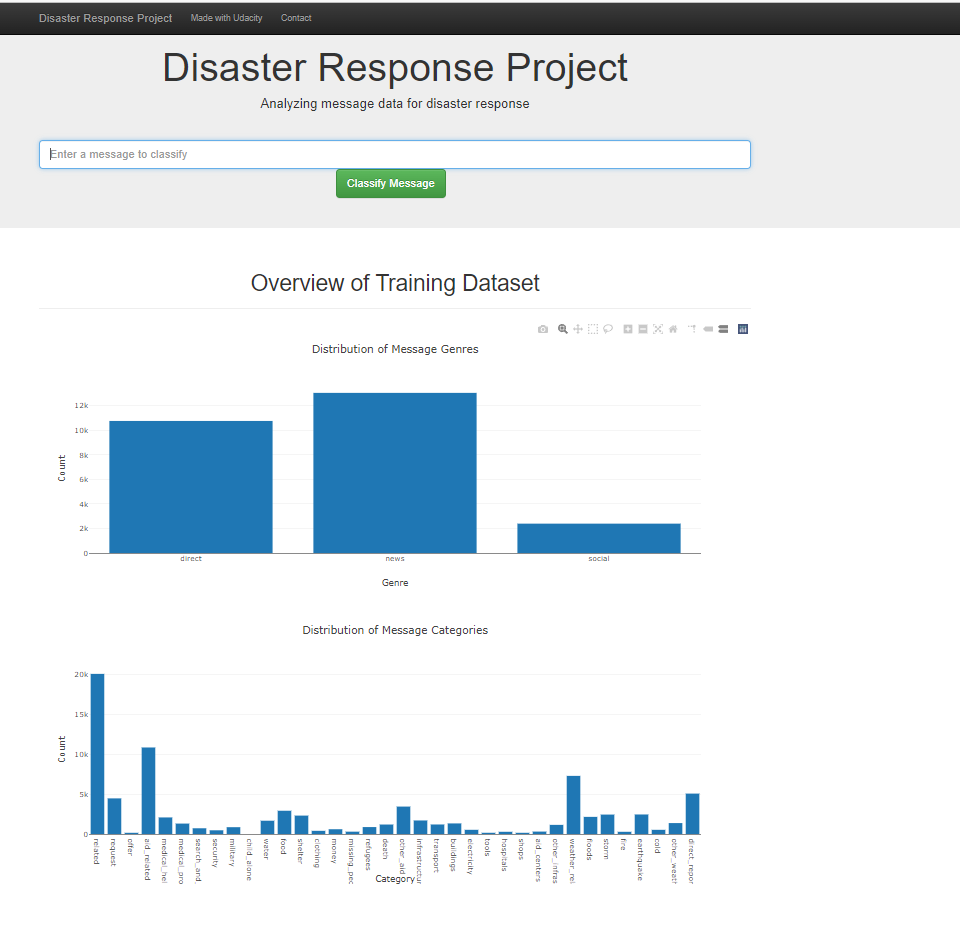 Disaster Response Project Made with Udacity Contact
Disaster Response Project
Analyzing message data for disaster response
Enter a message to classify
Classify Message
Overview of Training Dataset
Distribution of Message Genres
Count
12k
10k
8k
6k
4k
2k
0
direct news social
Genre
Distribution of Message Categories
Count
20k
15k
10k
5k
0
related
request
offer
aid_related
medical_hel
medical_pro
search_and_
security
military
child_alone
water
food
shelter
clothing
money
missing_pec
refugees
death
other_aid
infrastructur
transport
buildings
electricity
tools
hospitals
shops
aid_centers
other_infras
weather_rel
floods
storm
fire
earthquake
cold
other_weath
direct_repor
Category